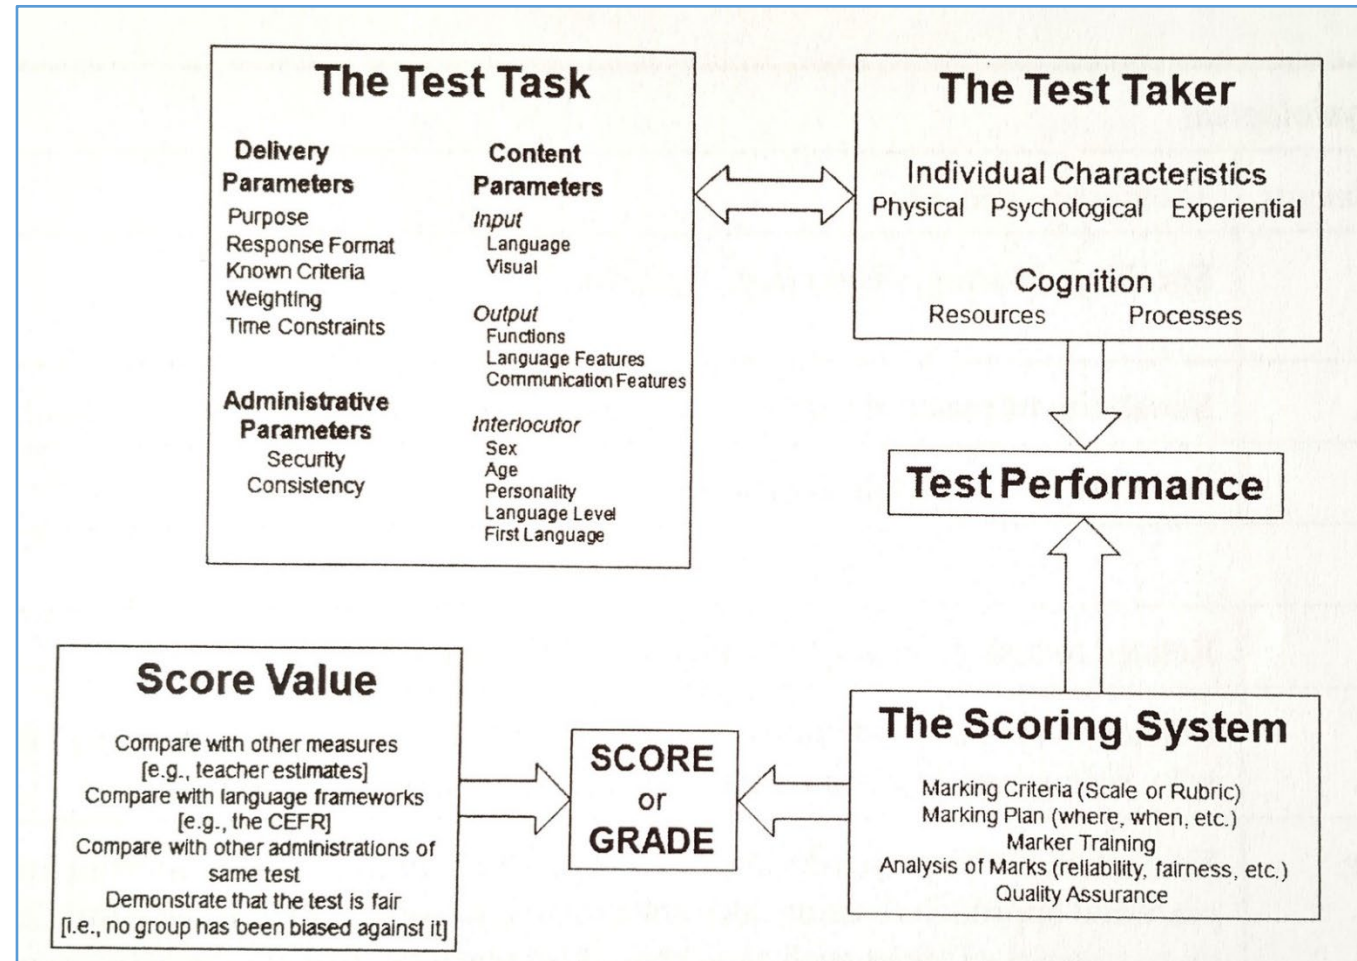 The Test Task
Delivery
Parameters
Purpose
Response Format
Known Criteria
Weighting
Time Constraints
Administrative
Parameters
Security
Consistency
Content
Parameters
Input
Language
Visual
Output
Functions
Language Features
Communication Features
Interlocutor
Sex
Age
Personality
Language Level
First Language
The Test Taker
Individual Characteristics
Physical Psychological Experiential
Cognition
Resources Processes
Test Performance
Score Value
Compare with other measures
[e.g., teacher estimates]
Compare with language frameworks
[e.g., the CEFR]
Compare with other administrations of
same test
Demonstrate that the test is fair
[i.e., no group has been biased against it]
SCORE
or
GRADE
The Scoring System
Marking Criteria (Scale or Rubric)
Marking Plan (where, when, etc.)
Marker Training
Analysis of Marks (reliability, fairness, etc.)
Quality Assurance